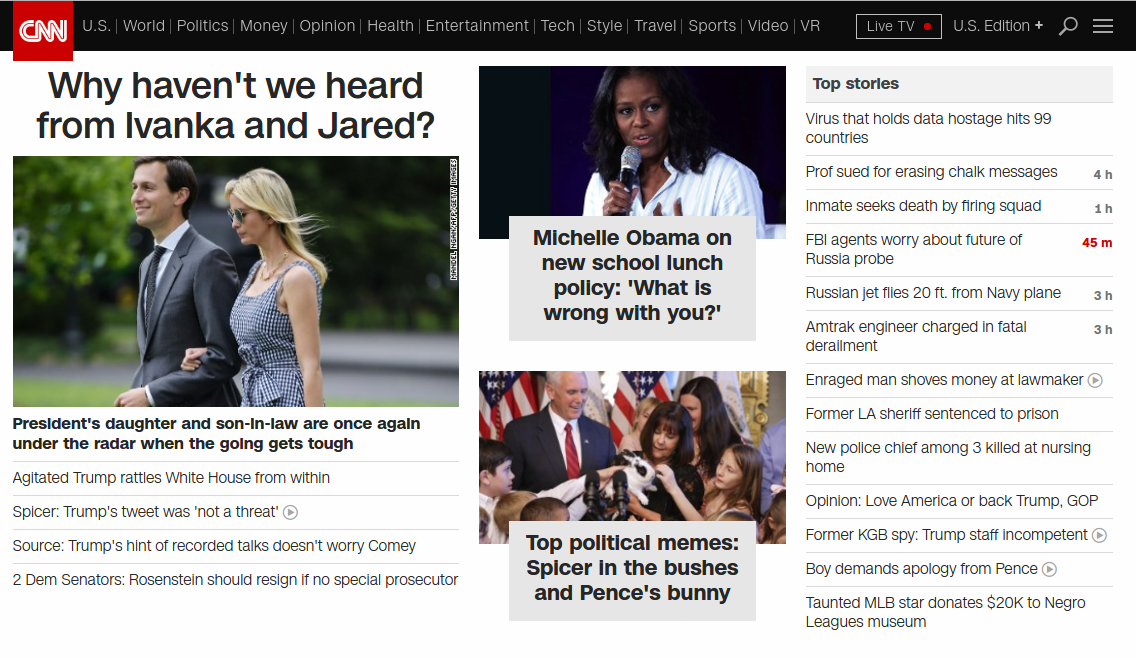 CNN
U.S. | World | Politics | Money | Opinion | Health | Entertainment | Tech | Style | Travel | Sports | Video | VR
Live TV
U.S. Edition +
Why haven't we heard
from Ivanka and Jared?
MANDEL NGAN/AFP/GETTY IMAGES
President's daughter and son-in-law are once again
under the radar when the going gets tough
Agitated Trump rattles White House from within
Spicer: Trump's tweet was 'not a threat'
Source: Trump's hint of recorded talks doesn't worry Comey
2 Dem Senators: Rosenstein should resign if no special prosecutor
Michelle Obama on
new school lunch
policy: 'What is
wrong with you?'
Top political memes:
Spicer in the bushes
and Pence's bunny
Top stories
Virus that holds data hostage hits 99
countries
Prof sued for erasing chalk messages 4 h
Inmate seeks death by firing squad 1 h
FBI agents worry about future of 45 m
Russia probe
Russian jet flies 20 ft. from Navy plane 3 h
Amtrak engineer charged in fatal 3 h
derailment
Enraged man shoves money at lawmaker
Former LA sheriff sentenced to prison
New police chief among 3 killed at nursing
home
Opinion: Love America or back Trump, GOP
Former KGB spy: Trump staff incompetent
Boy demands apology from Pence
Taunted MLB star donates $20K to Negro
Leagues museum